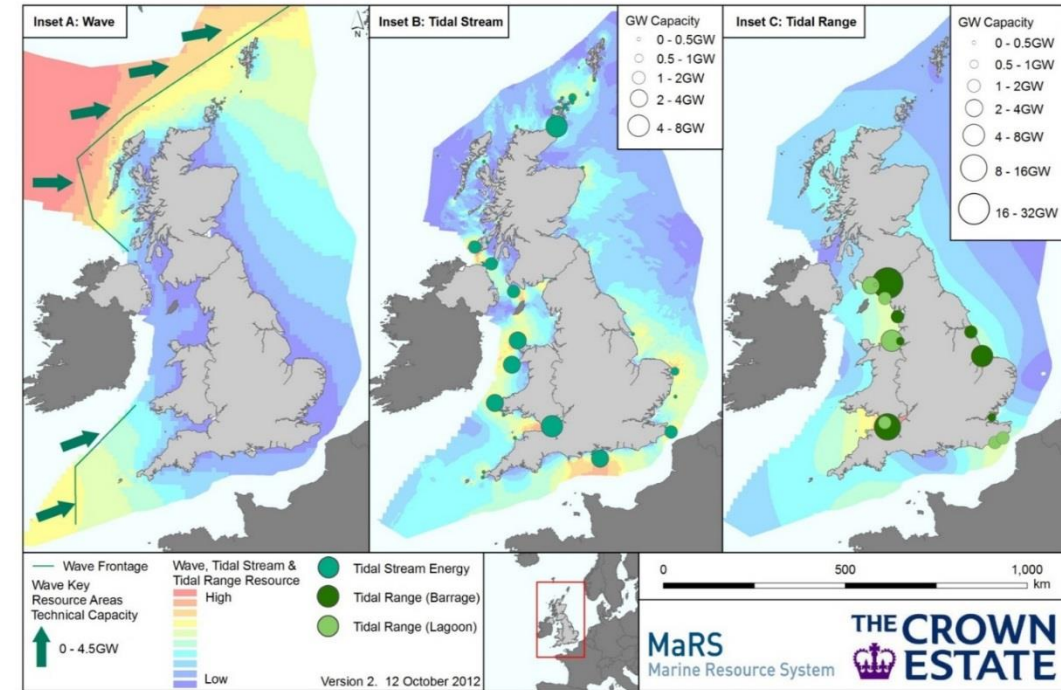 Inset A: Wave
N
Inset B: Tidal Stream
GW Capacity
0 - 0.5GW
0.5 - 1GW
1 - 2GW
2 - 4GW
4 - 8GW
Inset C: Tidal Range
GW Capacity
0 - 0.5GW
0.5 - 1GW
1 - 2GW
2 - 4GW
4 - 8GW
8 - 16GW
16 - 32GW
Wave Frontage
Wave Key
Resource Areas
Technical Capacity
0 - 4.5GW
Wave, Tidal Stream &
Tidal Range Resource
High
Low
Tidal Stream Energy
Tidal Range (Barrage)
Tidal Range (Lagoon)
Version 2. 12 October 2012
0 500 1,000
km
MaRS
Marine Resource System
THE CROWN
ESTATE